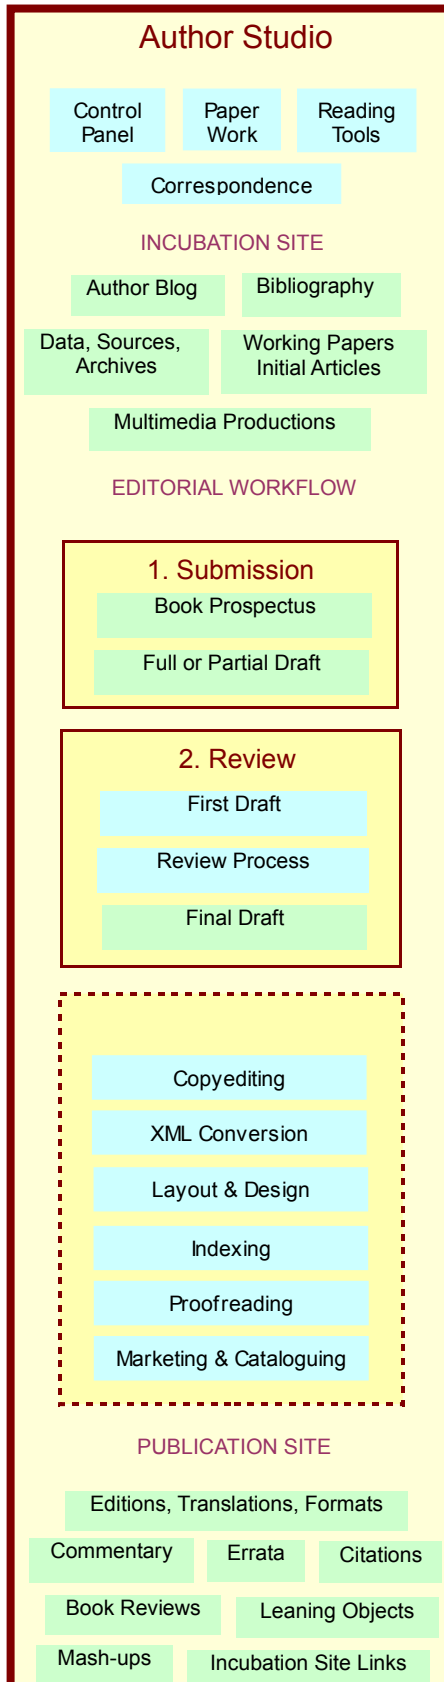 Author Studio
Control
Panel
Paper
Work
Reading
Tools
Correspondence
INCUBATION SITE
Author Blog
Bibliography
Data, Sources,
Archives
Working Papers
Initial Articles
Multimedia Productions
EDITORIAL WORKFLOW
1. Submission
Book Prospectus
Full or Partial Draft
2. Review
First Draft
Review Process
Final Draft
Copyediting
XML Conversion
Layout & Design
Indexing
Proofreading
Marketing & Cataloguing
PUBLICATION SITE
Editions, Translations, Formats
Commentary
Errata
Citations
Book Reviews
Leaning Objects
Mash-ups
Incubation Site Links